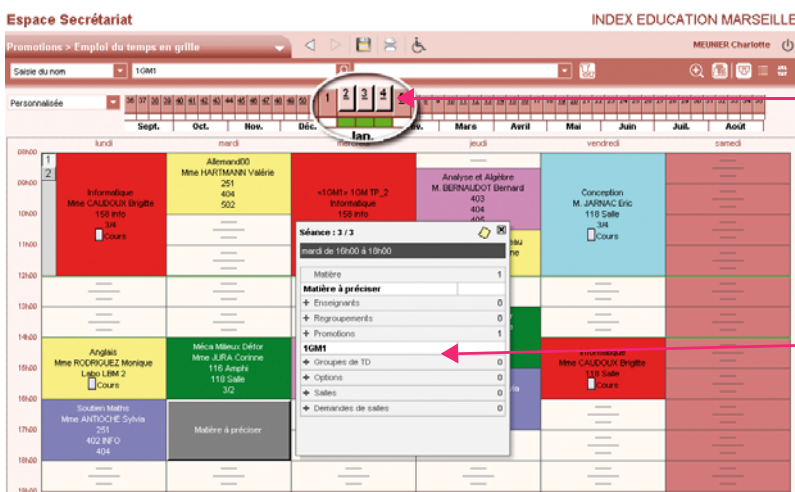 Espace Secrétariat
INDEX EDUCATION MARSEILLE
Promotions > Emploi du temps en grille
MEUNIER Charlotte
Saisie du nom
1GM1
Personnalisée
1 2 3 4
Sept. Oct. Nov. Déc. Jan. Mars Avril Mai Juin Juil. Août
lundi mardi jeudi vendredi samedi
08h00
09h00
10h00
11h00
12h00
13h00
14h00
15h00
16h00
17h00
18h00
19h00
1
2
Informatique
Mme CAUDOUX Brigitte
158 info
3/4
Cours
Anglais
Mme RODRIGUEZ Monique
Labo LBM 2
Cours
Soutien Maths
Mme ANTIOCHE Sylvia
251
402 INFO
404
Allemand00
Mme HARTMANN Valérie
251
404
502
Méca Milieux Défor
Mme JURA Corinne
116 Amphi
118 Salle
3/2
Matière à préciser
<1GM1> 1GM TP_2
Informatique
158 info
Analyse et Algèbre
M. BERNAUDOT Bernard
403
404
405
Conception
M. JARNAC Eric
118 Salle
3/4
Cours
Informatique
Mme CAUDOUX Brigitte
118 Salle
Cours
Séance : 3 / 3
mardi de 16h00 à 18h00
Matière 1
Matière à préciser
+ Enseignants 0
+ Regroupements 0
+ Promotions 1
1GM1
+ Groupes de TD 0
+ Options 0
+ Salles 0
+ Demandes de salles 0